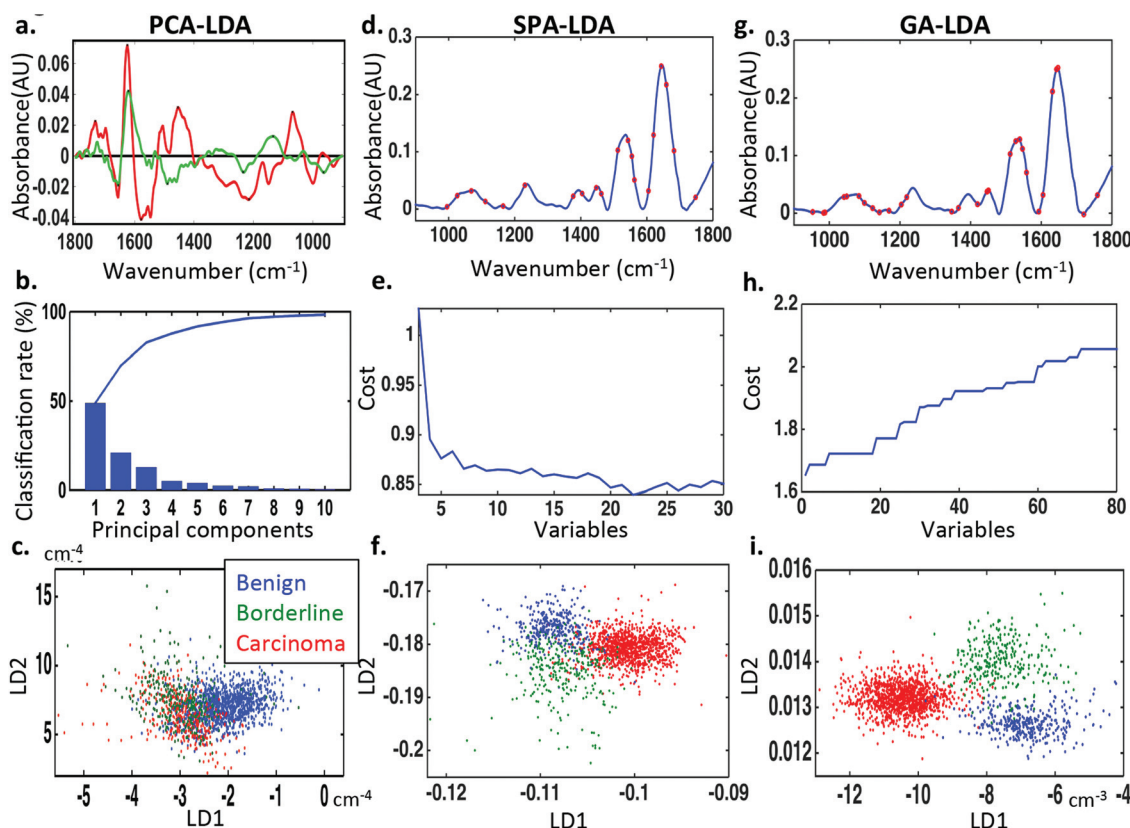 PCA-LDA
SPA-LDA
GA-LDA
a.
Absorbance(AU)
0.06
0.04
0.02
0
-0.02
-0.04
1800 1600 1400 1200 1000
Wavenumber (cm-1)
d.
Absorbance(AU)
0.3
0.2
0.1
0
1000 1200 1400 1600 1800
Wavenumber (cm-1)
g.
Absorbance(AU)
0.3
0.2
0.1
0
1000 1200 1400 1600 1800
Wavenumber (cm-1)
b.
Classification rate (%)
100
50
0
1 2 3 4 5 6 7 8 9 10
Principal components
e.
Cost
1
0.95
0.9
0.85
5 10 15 20 25 30
Variables
h.
Cost
2.2
2
1.8
1.6
0 20 40 60 80
Variables
c.
cm-4
LD2
15
10
5
Benign
Borderline
Carcinoma
-5 -4 -3 -2 -1 0 cm-4
LD1
f.
LD2
-0.17
-0.18
-0.19
-0.2
-0.12 -0.11 -0.1 -0.09
LD1
i.
LD2
0.016
0.015
0.014
0.013
0.012
-12 -10 -8 -6 cm-3 -4
LD1